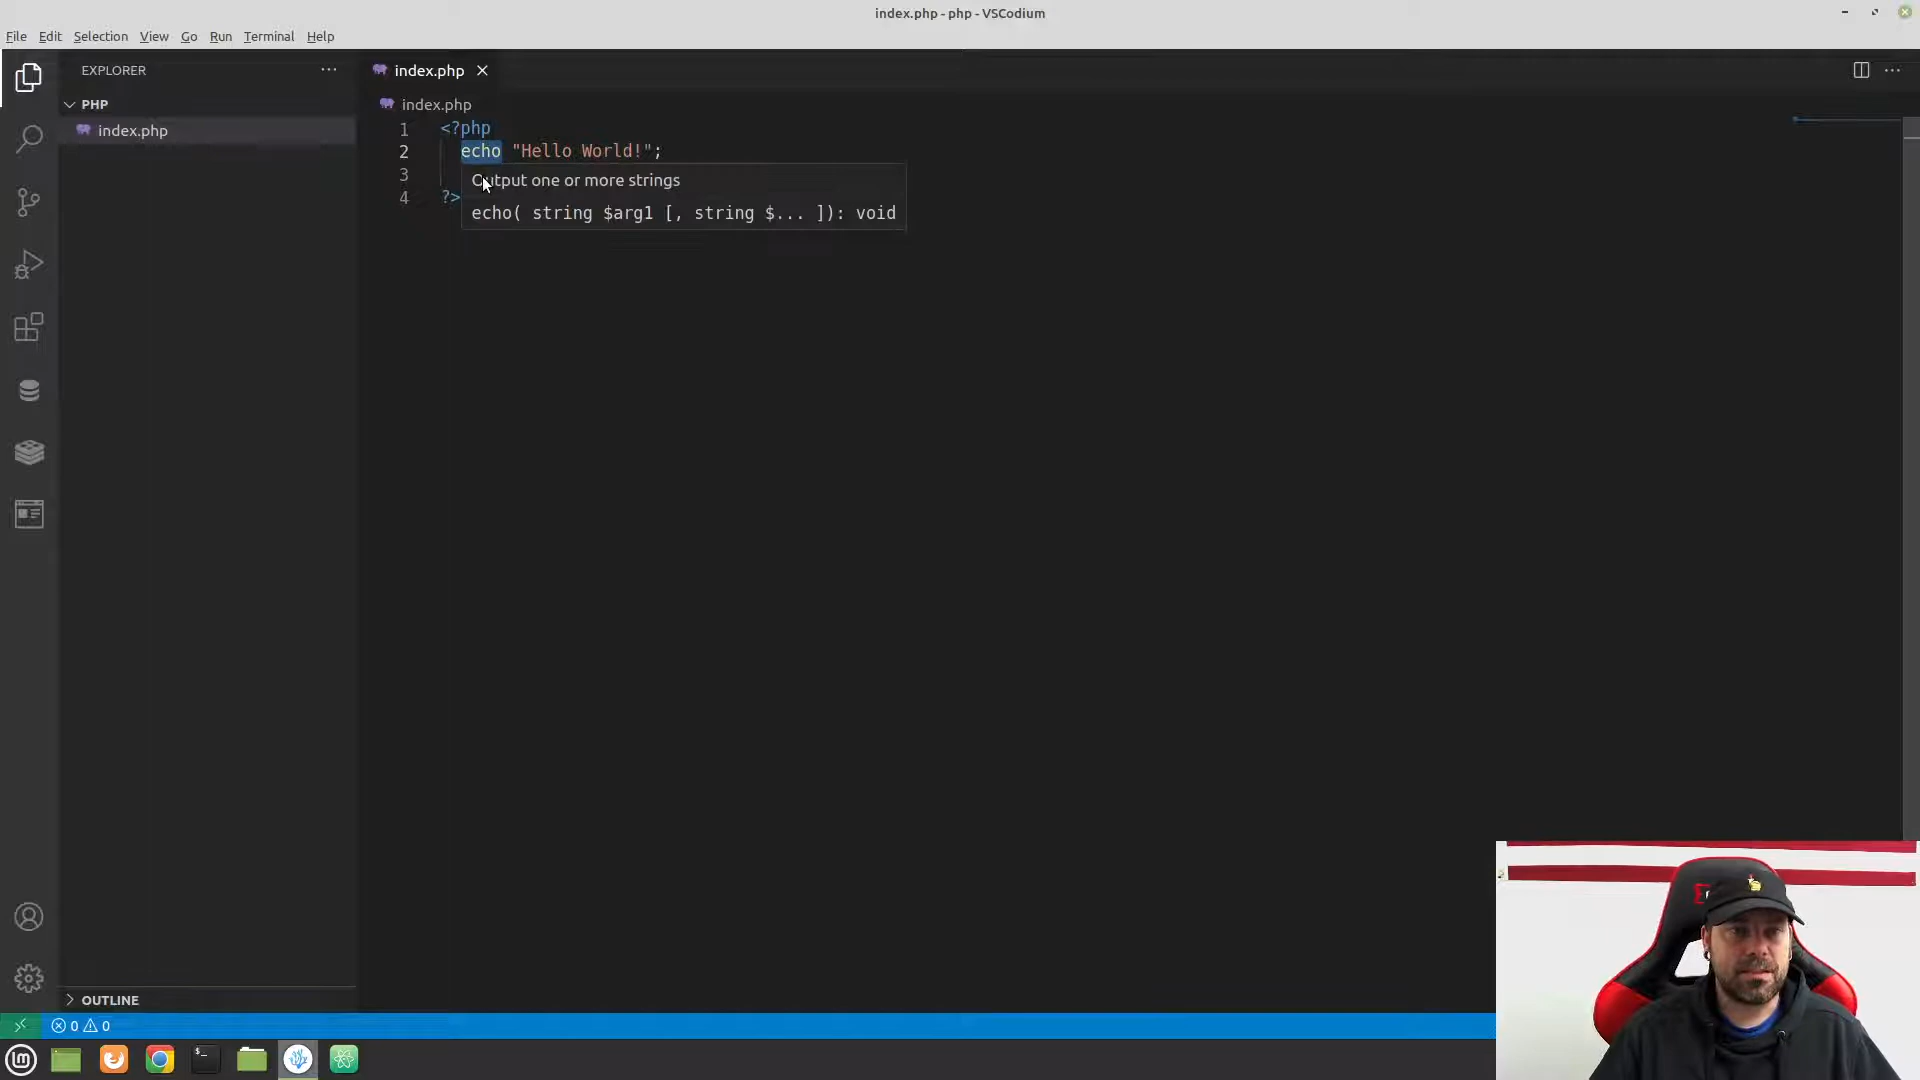 index.php - php - VSCodium
File Edit Selection View Go Run Terminal Help
EXPLORER
index.php
PHP
index.php
index.php
1 <?php
2 echo "Hello World!";
3
4 ?>
Output one or more strings
echo( string $arg1 [, string $... ]): void
OUTLINE
0 0